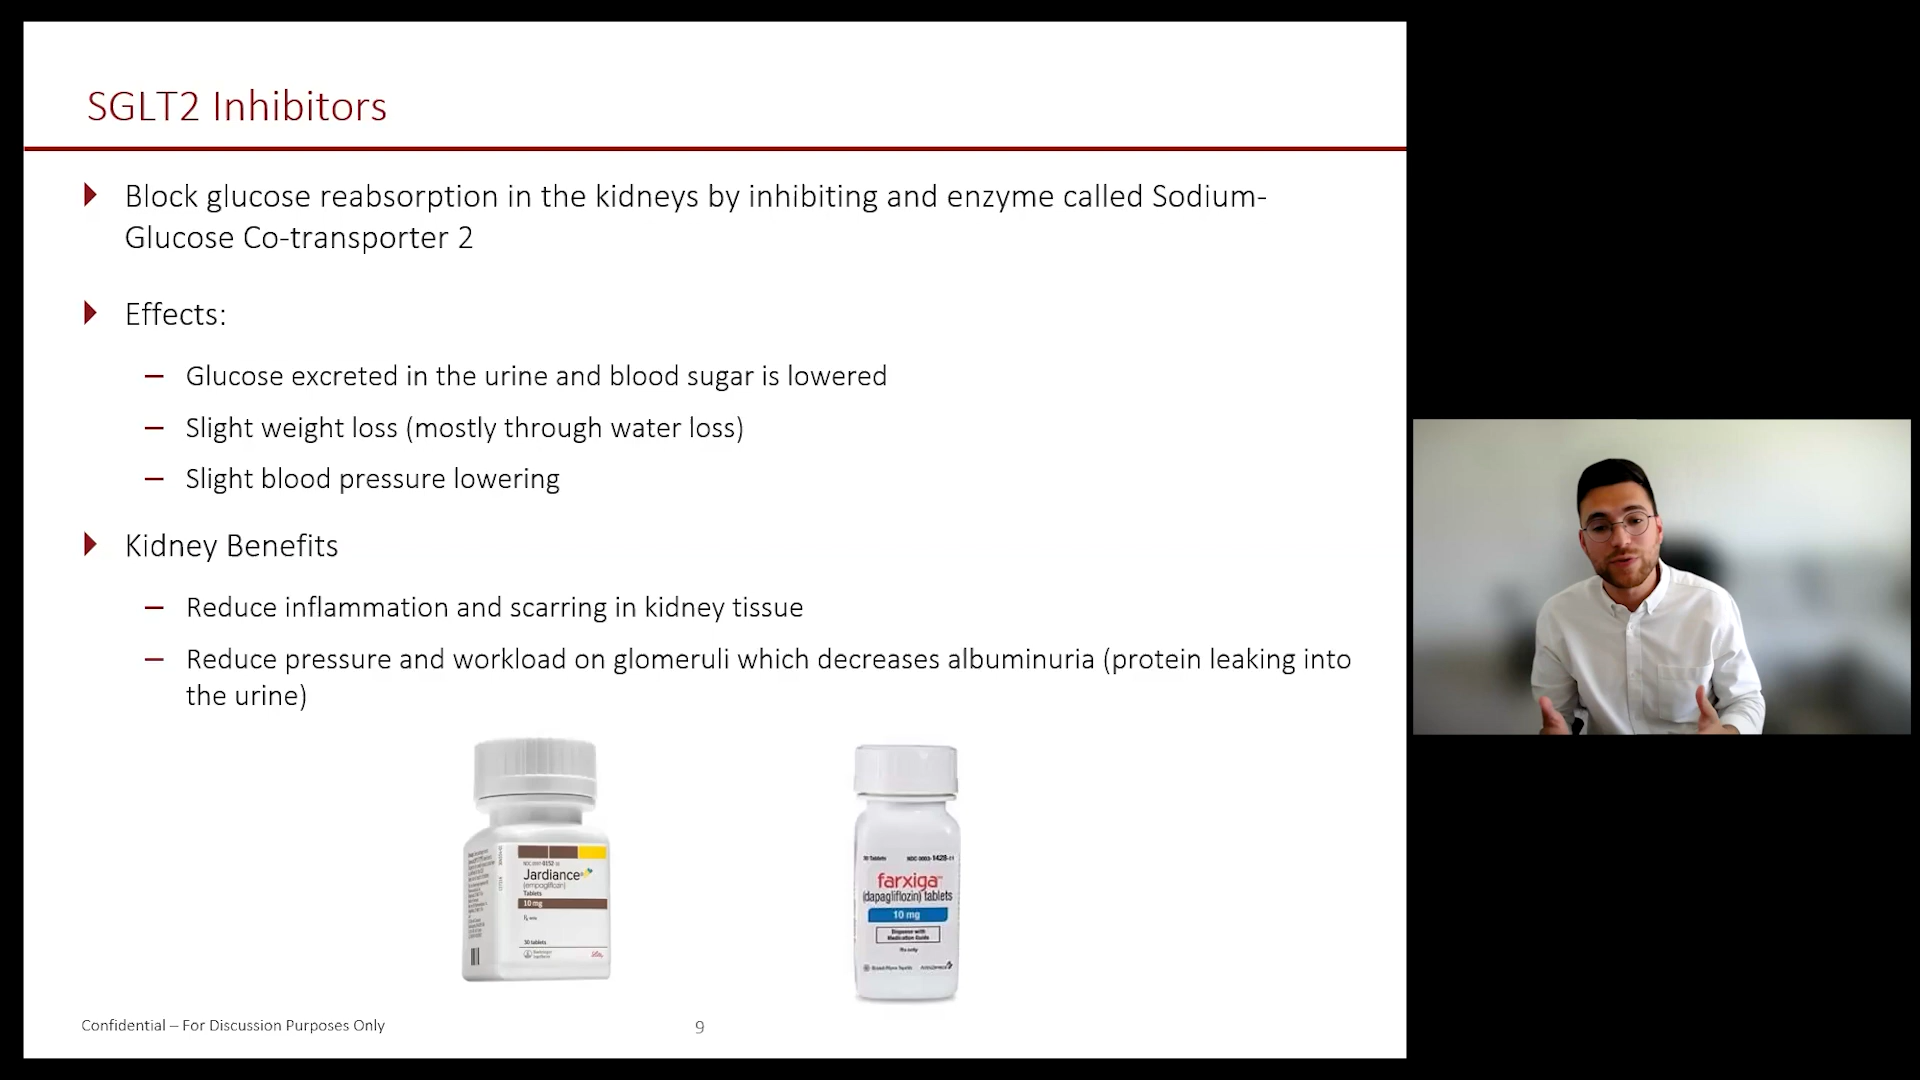 SGLT2 Inhibitors
Block glucose reabsorption in the kidneys by inhibiting and enzyme called Sodium-
Glucose Co-transporter 2
Effects:
– Glucose excreted in the urine and blood sugar is lowered
– Slight weight loss (mostly through water loss)
– Slight blood pressure lowering
Kidney Benefits
– Reduce inflammation and scarring in kidney tissue
– Reduce pressure and workload on glomeruli which decreases albuminuria (protein leaking into
the urine)
Jardiance
(empagliflozin)
Tablets
10 mg
30 tablets
30 Tablets
farxiga™
(dapagliflozin) tablets
10 mg
Dispense with
Medication Guide
Rx only
Confidential – For Discussion Purposes Only
9